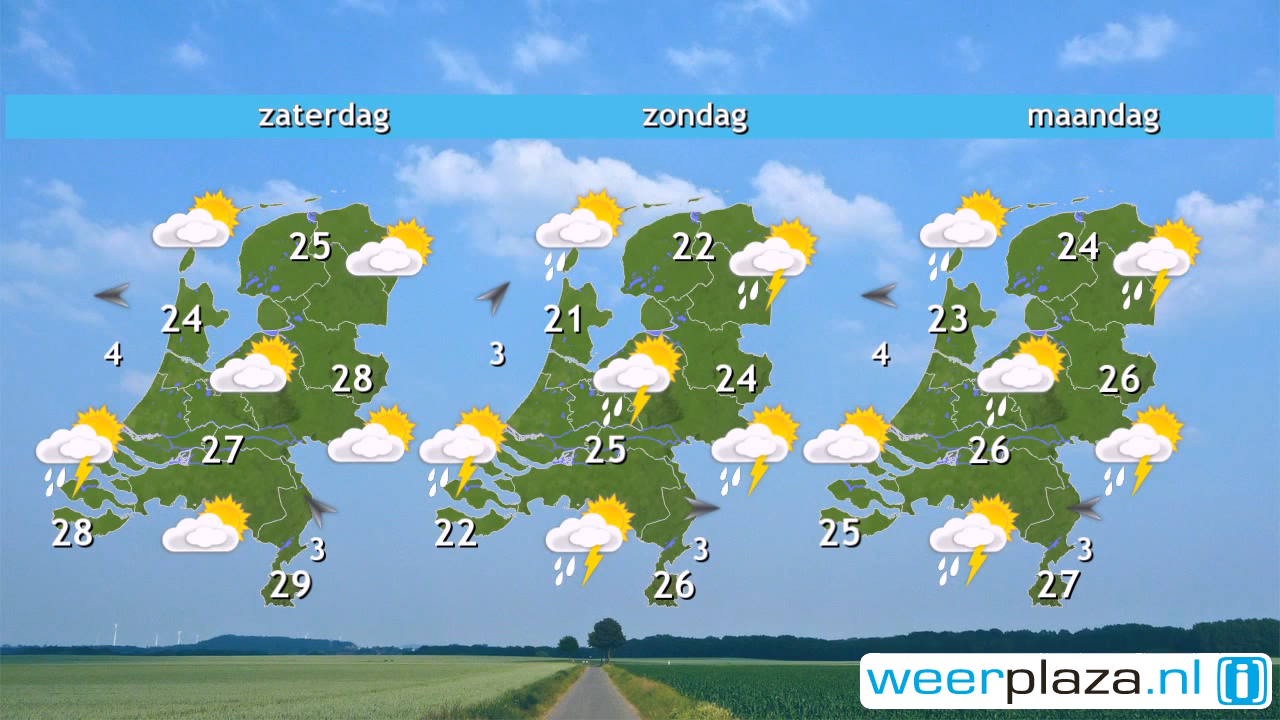 zaterdag zondag maandag
25 22 24
24 21 23
4 3 4
28 24 26
27 25 26
28 22 25
3 3 3
29 26 27
weerplaza.nl i